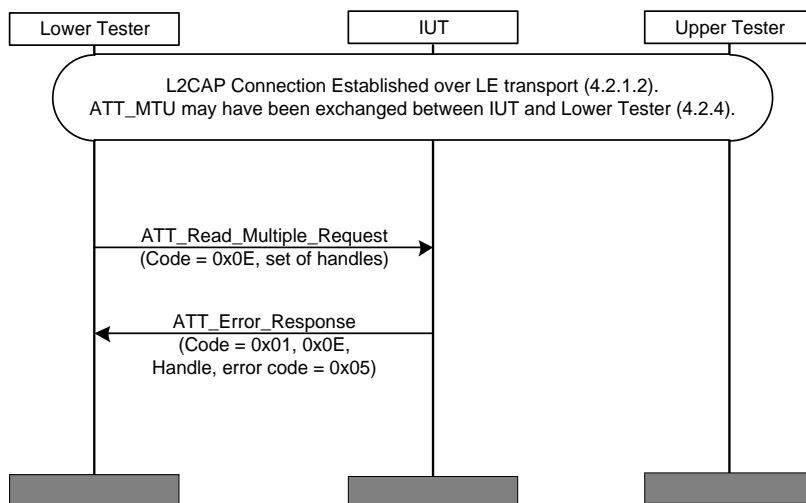 Lower Tester
IUT
Upper Tester
L2CAP Connection Established over LE transport (4.2.1.2).
ATT_MTU may have been exchanged between IUT and Lower Tester (4.2.4).
ATT_Read_Multiple_Request
(Code = 0x0E, set of handles)
ATT_Error_Response
(Code = 0x01, 0x0E,
Handle, error code = 0x05)